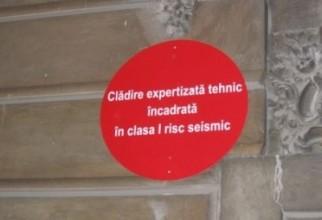 Clădire expertizată tehnic
încadrată
în clasa I risc seismic